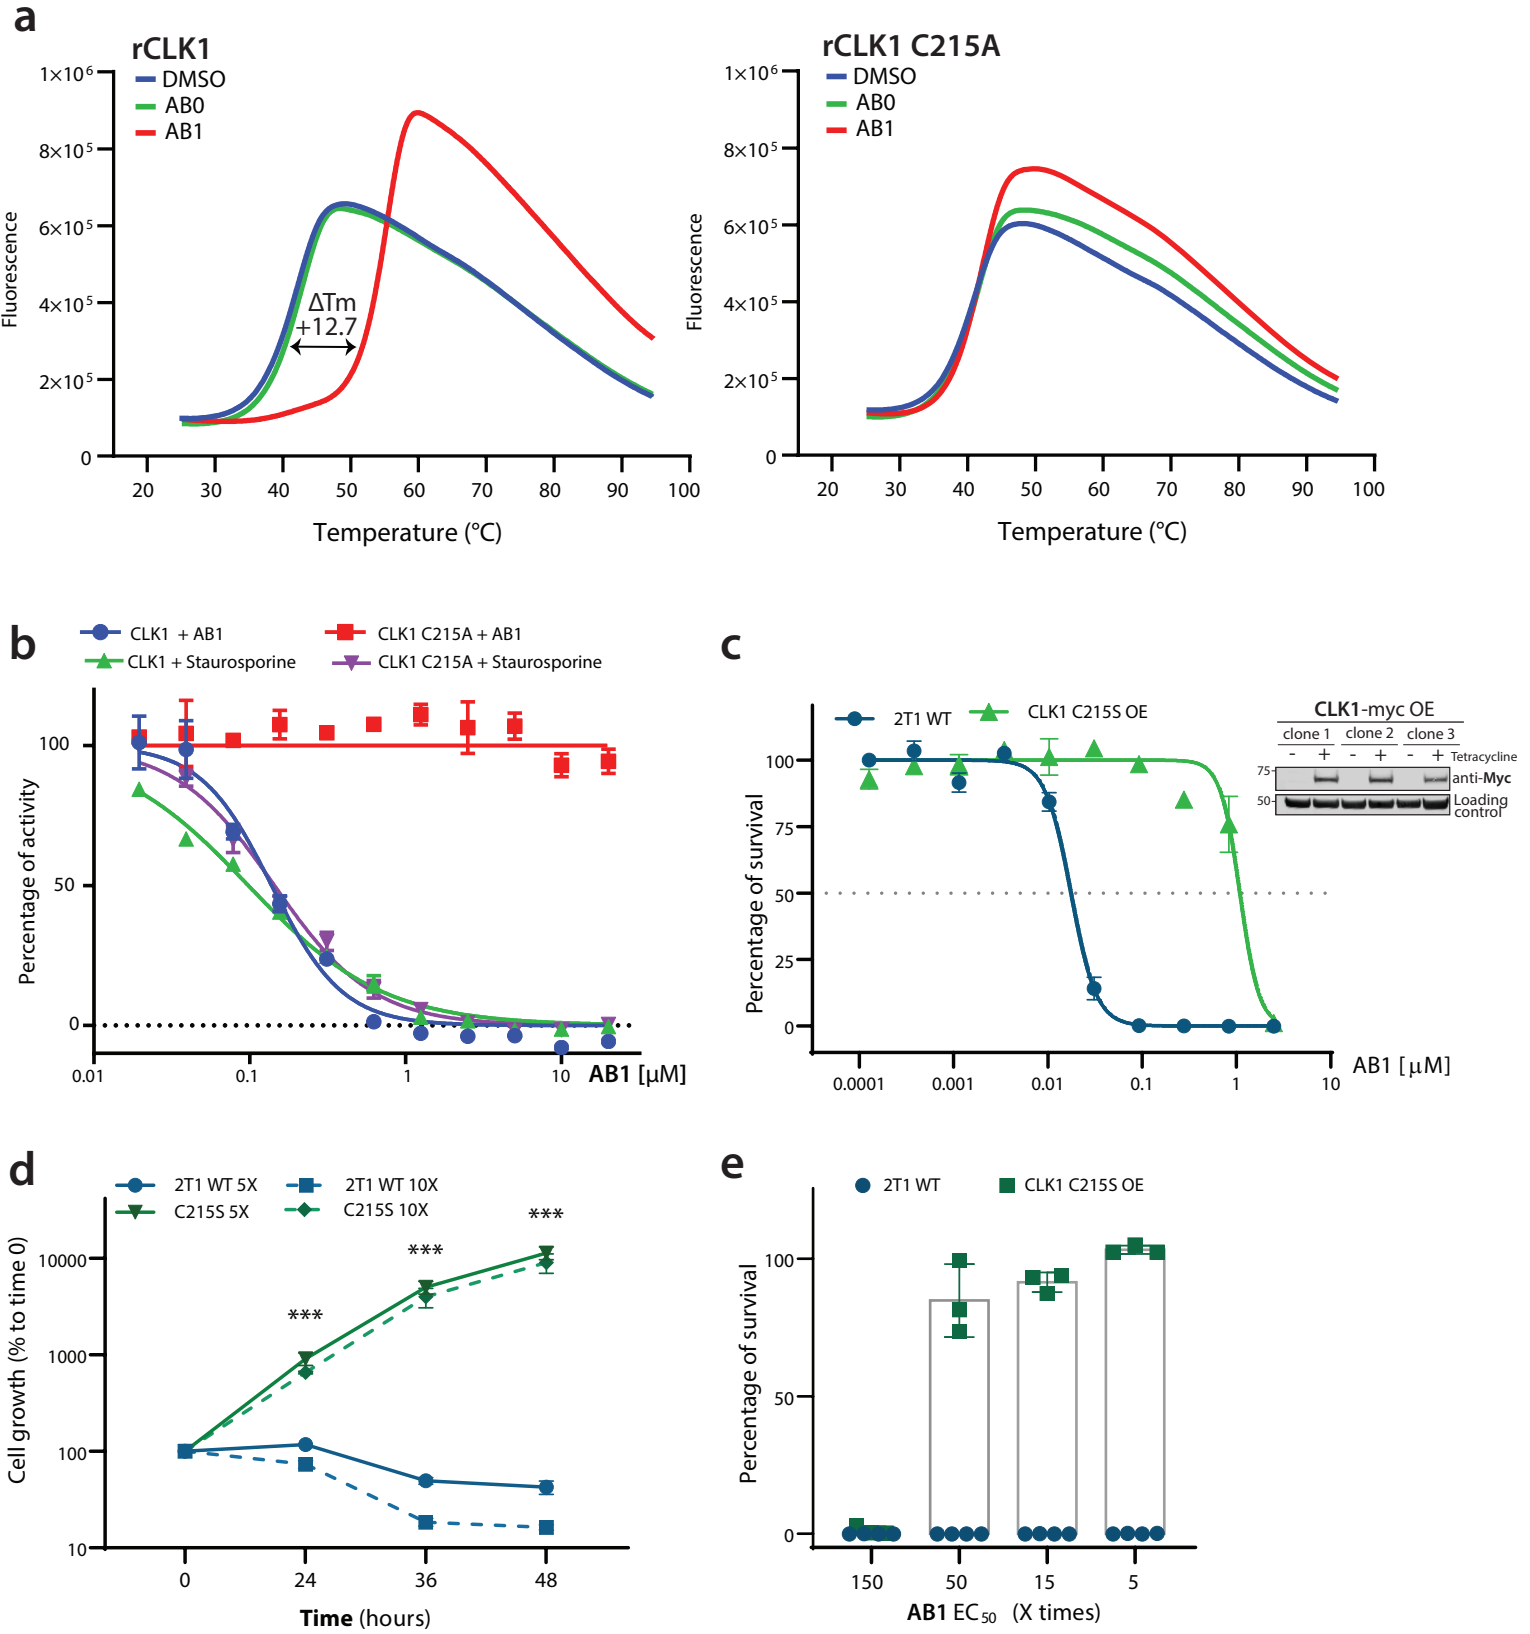 a
rCLK1
DMSO
AB0
AB1
1×10⁶
8×10⁵
6×10⁵
4×10⁵
2×10⁵
0
Fluorescence
ΔTm
+12.7
20 30 40 50 60 70 80 90 100
Temperature (°C)
rCLK1 C215A
DMSO
AB0
AB1
1×10⁶
8×10⁵
6×10⁵
4×10⁵
2×10⁵
0
Fluorescence
20 30 40 50 60 70 80 90 100
Temperature (°C)
b
CLK1 + AB1
CLK1 C215A + AB1
CLK1 + Staurosporine
CLK1 C215A + Staurosporine
100
50
0
Percentage of activity
0.01 0.1 1 10
AB1 [µM]
c
2T1 WT
CLK1 C215S OE
100
75
50
25
0
Percentage of survival
0.0001 0.001 0.01 0.1 1 10
AB1 [µM]
CLK1-myc OE
clone 1 clone 2 clone 3
- + - + - + Tetracycline
75-
anti-Myc
50-
Loading
control
d
2T1 WT 5X
2T1 WT 10X
C215S 5X
C215S 10X
***
***
***
10000
1000
100
10
Cell growth (% to time 0)
0 24 36 48
Time (hours)
e
2T1 WT
CLK1 C215S OE
100
50
0
Percentage of survival
150 50 15 5
AB1 EC₅₀ (X times)